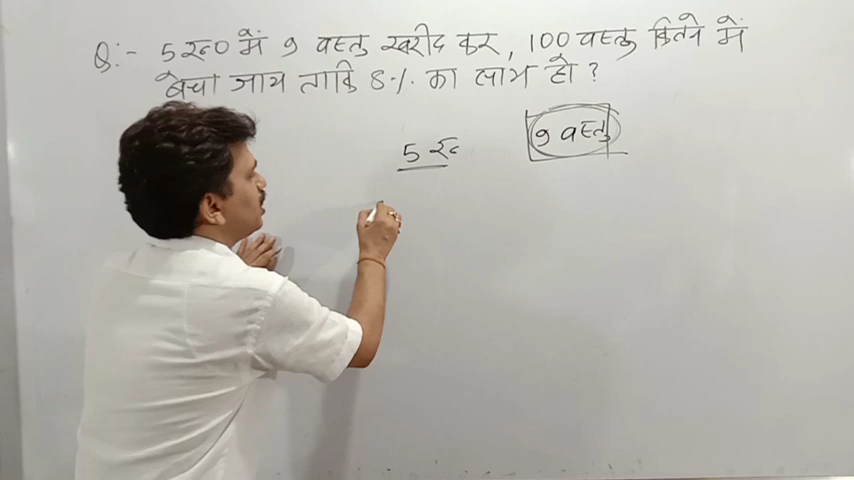 Q:- 5रू० में 9 वस्तु खरीद कर, 100 वस्तु कितने में
बेचा जाय ताकि 8% का लाभ हो ?
5 रू० 9 वस्तु